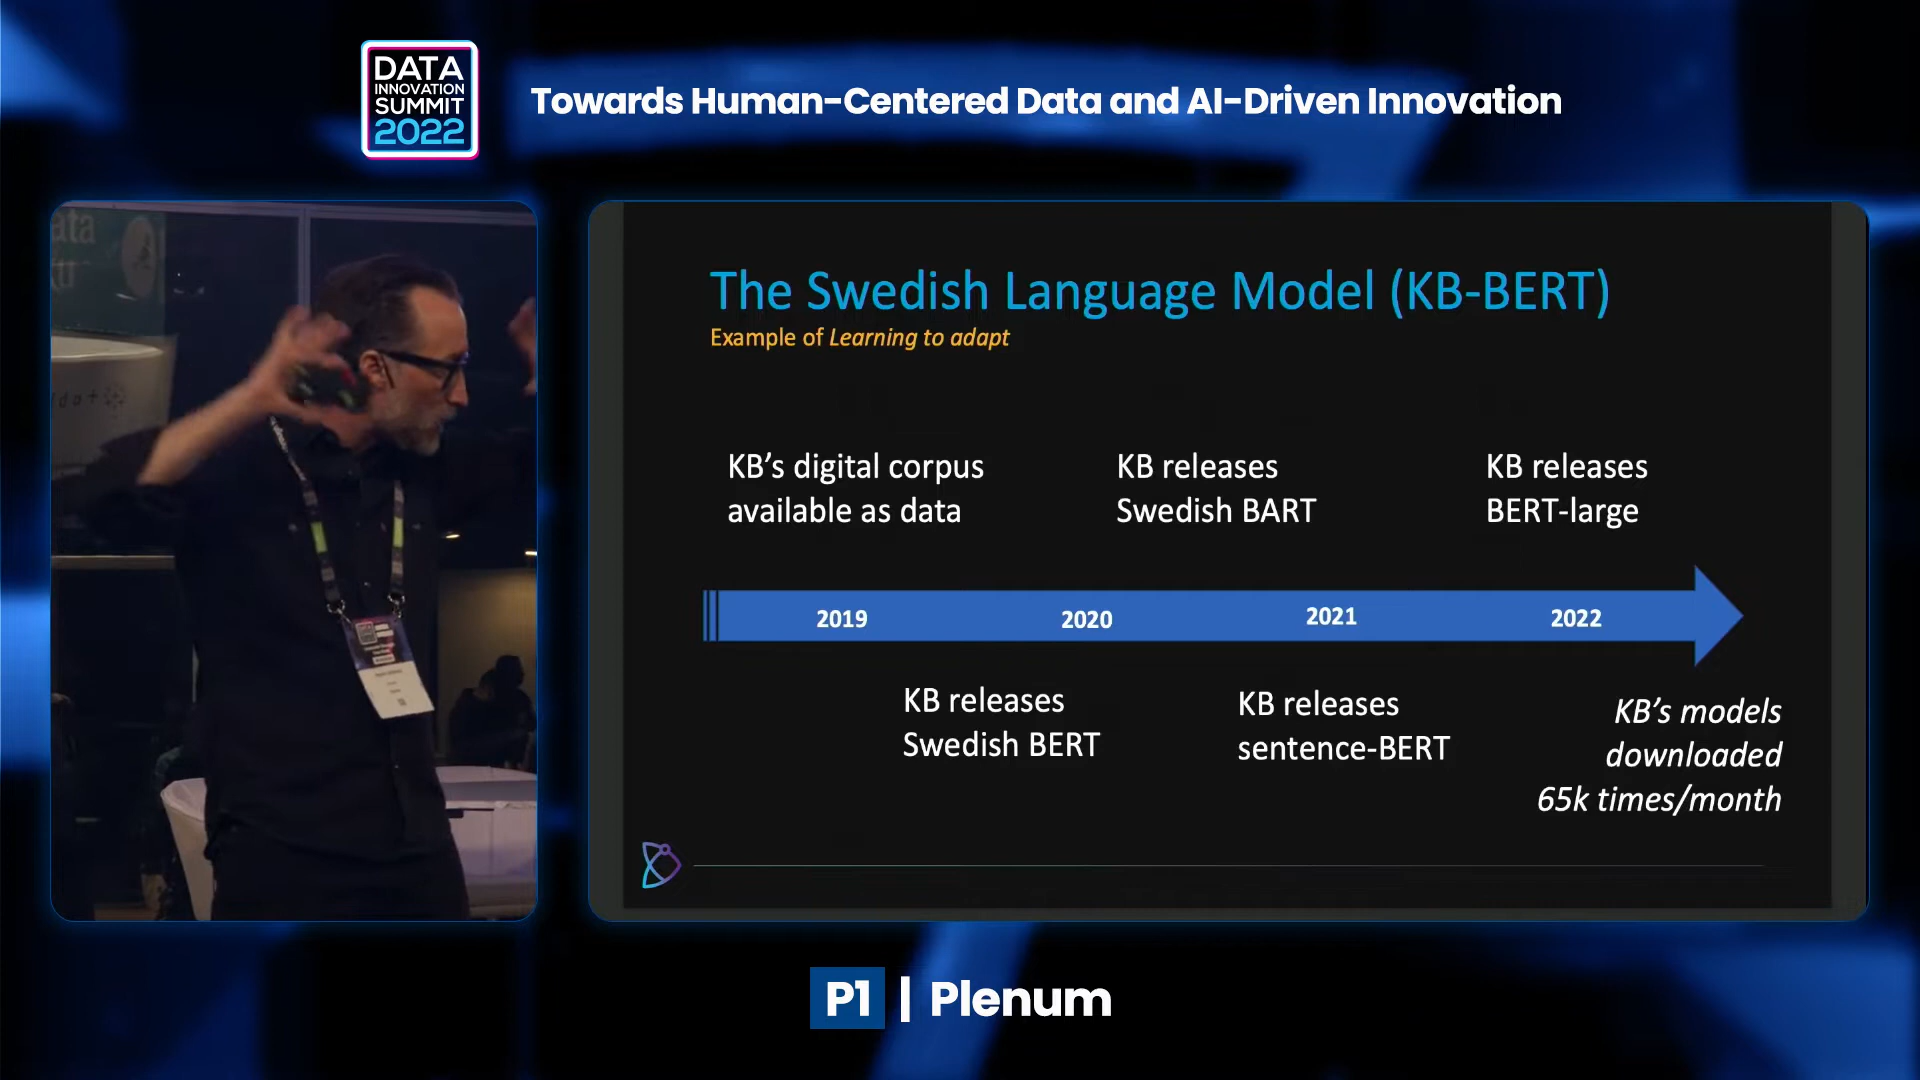 DATA
INNOVATION
SUMMIT
2022
Towards Human-Centered Data and AI-Driven Innovation
ata
The Swedish Language Model (KB-BERT)
Example of Learning to adapt
KB's digital corpus
available as data
KB releases
Swedish BART
KB releases
BERT-large
2019
2020
2021
2022
KB releases
Swedish BERT
KB releases
sentence-BERT
KB's models
downloaded
65k times/month
P1 | Plenum